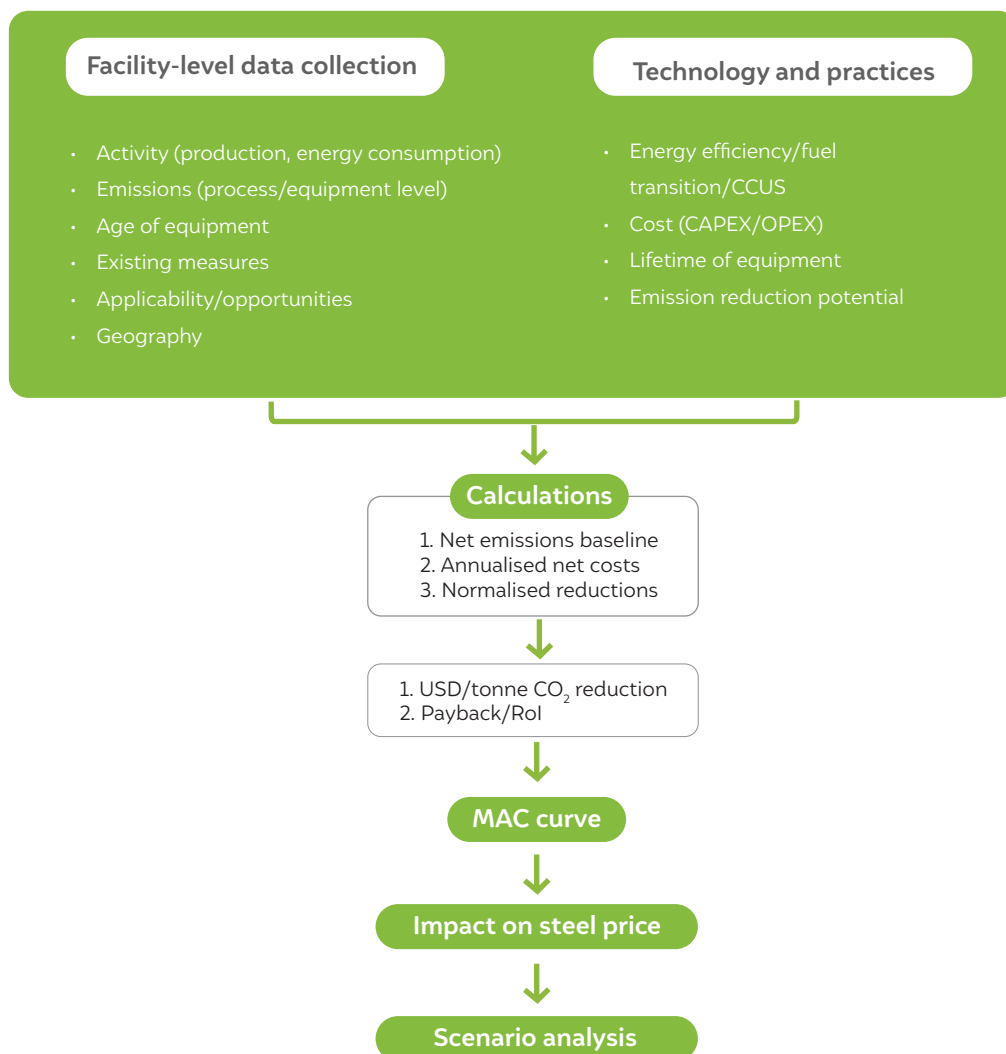 Facility-level data collection
• Activity (production, energy consumption)
• Emissions (process/equipment level)
• Age of equipment
• Existing measures
• Applicability/opportunities
• Geography
Technology and practices
• Energy efficiency/fuel
transition/CCUS
• Cost (CAPEX/OPEX)
• Lifetime of equipment
• Emission reduction potential
Calculations
1. Net emissions baseline
2. Annualised net costs
3. Normalised reductions
1. USD/tonne CO₂ reduction
2. Payback/RoI
MAC curve
Impact on steel price
Scenario analysis